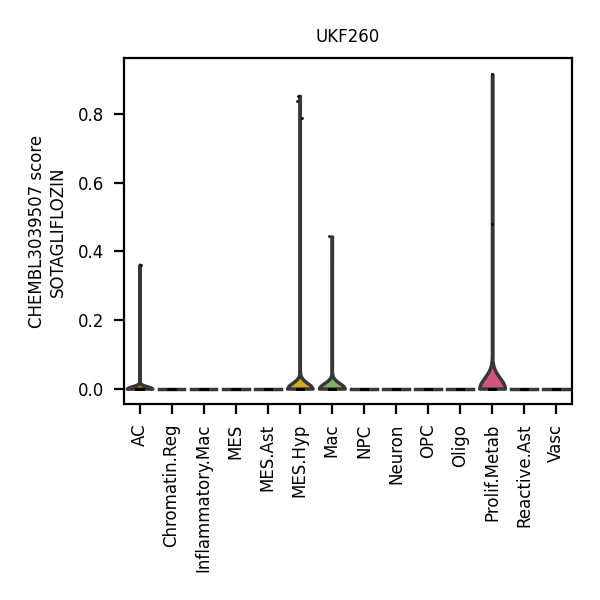 UKF260
CHEMBL3039507 score
SOTAGLIFLOZIN
0.8
0.6
0.4
0.2
0.0
AC
Chromatin.Reg
Inflammatory.Mac
MES
MES.Ast
MES.Hyp
Mac
NPC
Neuron
OPC
Oligo
Prolif.Metab
Reactive.Ast
Vasc